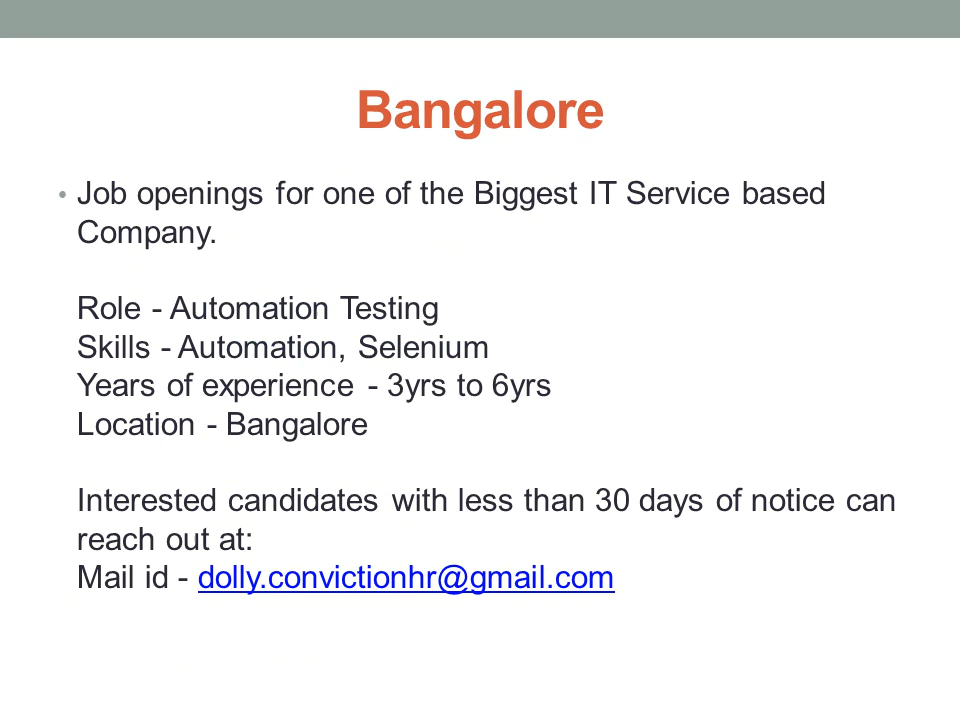 Bangalore
• Job openings for one of the Biggest IT Service based
Company.
Role - Automation Testing
Skills - Automation, Selenium
Years of experience - 3yrs to 6yrs
Location - Bangalore
Interested candidates with less than 30 days of notice can
reach out at:
Mail id - dolly.convictionhr@gmail.com